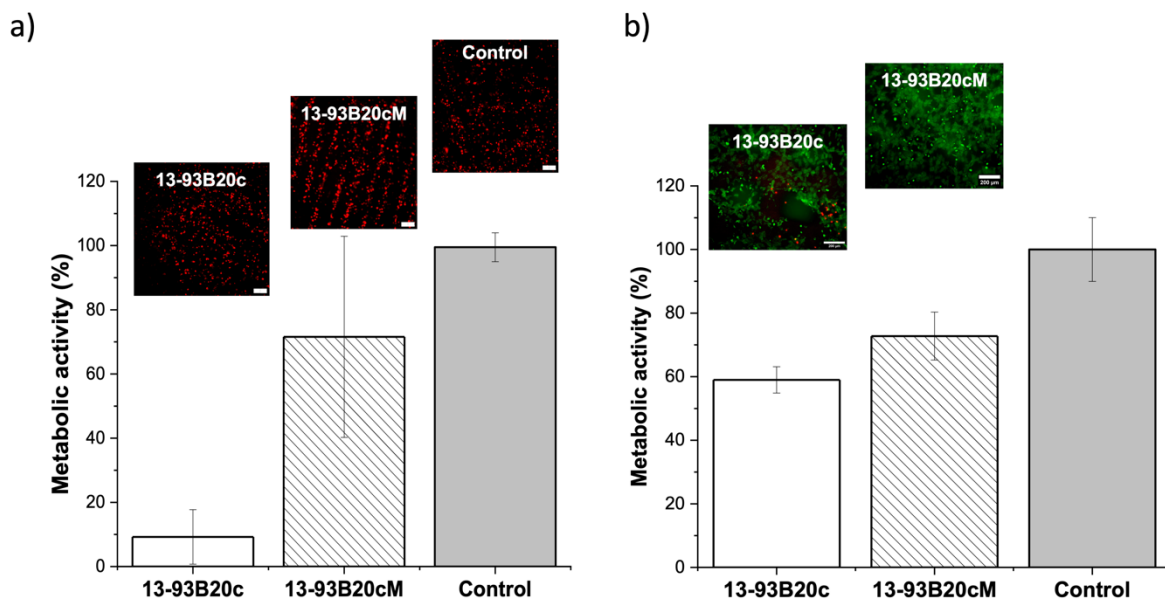 a)
Control
13-93B20cM
13-93B20c
120
100
80
60
40
20
0
Metabolic activity (%)
13-93B20c
13-93B20cM
Control
b)
13-93B20cM
200 µm
13-93B20c
200 µm
120
100
80
60
40
20
0
Metabolic activity (%)
13-93B20c
13-93B20cM
Control